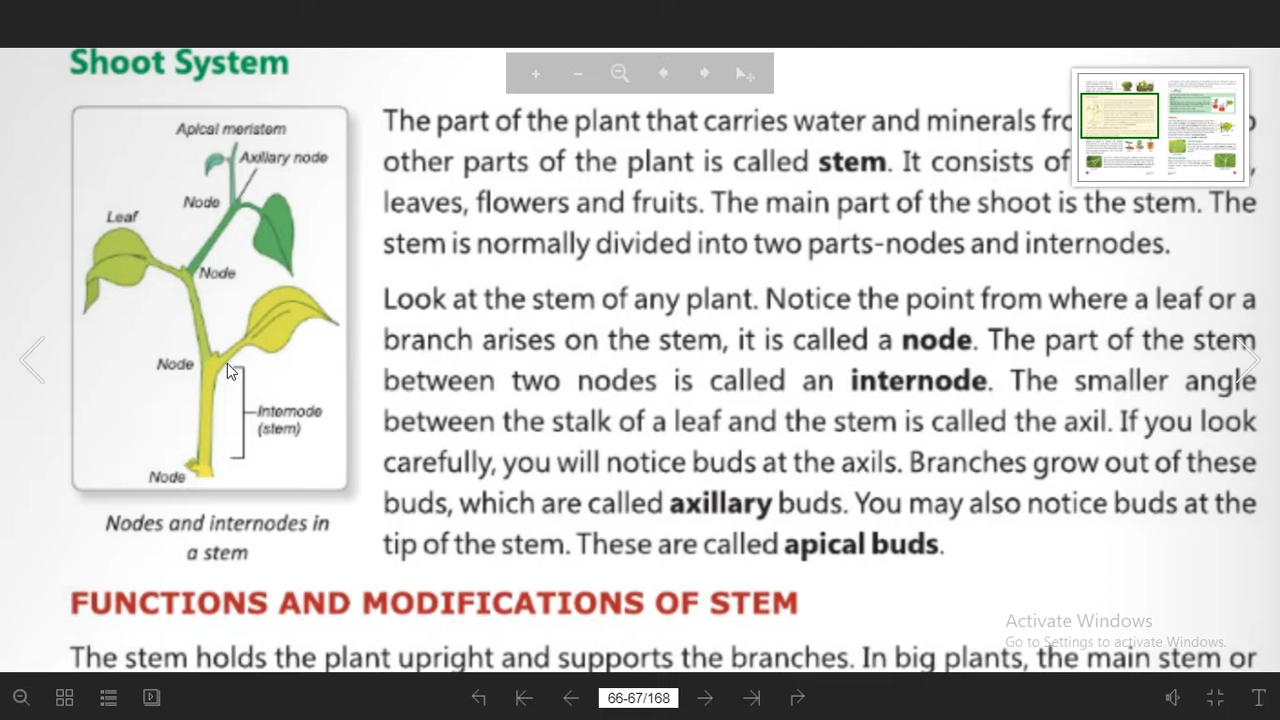 Shoot System
Apical meristem
Axillary node
Node
Leaf
Node
Node
Internode
(stem)
Node
Nodes and internodes in
a stem
The part of the plant that carries water and minerals
other parts of the plant is called stem. It consists of
leaves, flowers and fruits. The main part of the shoot is the stem. The
stem is normally divided into two parts-nodes and internodes.
Look at the stem of any plant. Notice the point from where a leaf or a
branch arises on the stem, it is called a node. The part of the stem
between two nodes is called an internode. The smaller angle
between the stalk of a leaf and the stem is called the axil. If you look
carefully, you will notice buds at the axils. Branches grow out of these
buds, which are called axillary buds. You may also notice buds at the
tip of the stem. These are called apical buds.
FUNCTIONS AND MODIFICATIONS OF STEM
The stem holds the plant upright and supports the branches. In big plants, the main stem or
Activate Windows
Go to Settings to activate Windows.
66-67/168